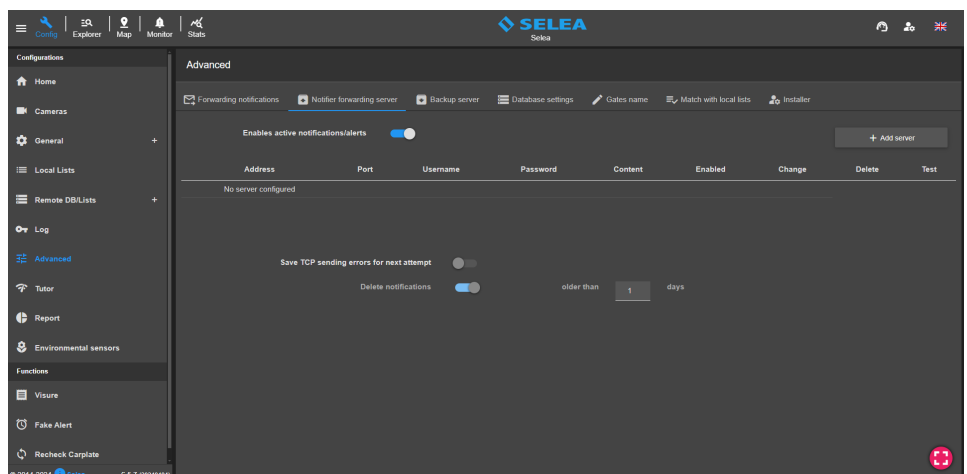 Config
Explorer
Map
Monitor
Stats
SELEA
Selea
Configurations
Home
Cameras
General +
Local Lists
Remote DB/Lists +
Log
Advanced
Tutor
Report
Environmental sensors
Functions
Visure
Fake Alert
Recheck Carplate
Advanced
Forwarding notifications
Notifier forwarding server
Backup server
Database settings
Gates name
Match with local lists
Installer
Enables active notifications/alerts
+ Add server
Address Port Username Password Content Enabled Change Delete Test
No server configured
Save TCP sending errors for next attempt
Delete notifications older than 1 days